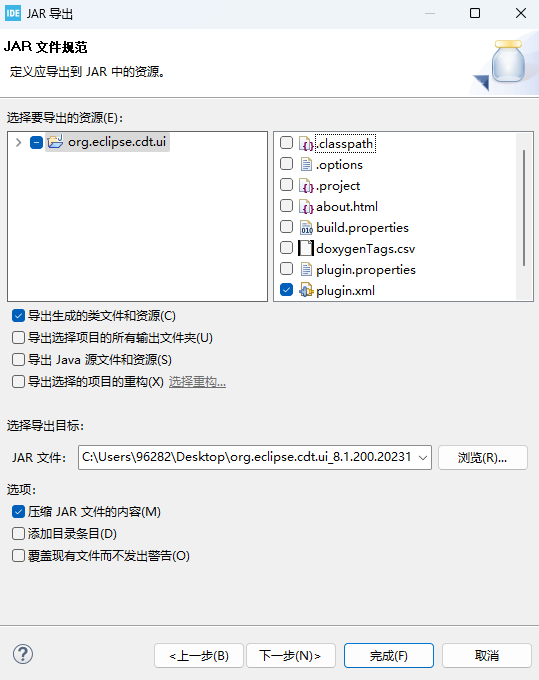 IDE JAR 导出
JAR 文件规范
定义应导出到 JAR 中的资源。
选择要导出的资源(E):
org.eclipse.cdt.ui
.classpath
.options
.project
about.html
build.properties
doxygenTags.csv
plugin.properties
plugin.xml
导出生成的类文件和资源(C)
导出选择项目的所有输出文件夹(U)
导出 Java 源文件和资源(S)
导出选择的项目的重构(X) 选择重构...
选择导出目标:
JAR 文件: C:\Users\96282\Desktop\org.eclipse.cdt.ui_8.1.200.20231 浏览(R)...
选项:
压缩 JAR 文件的内容(M)
添加目录条目(D)
覆盖现有文件而不发出警告(O)
<上一步(B) 下一步(N)> 完成(F) 取消